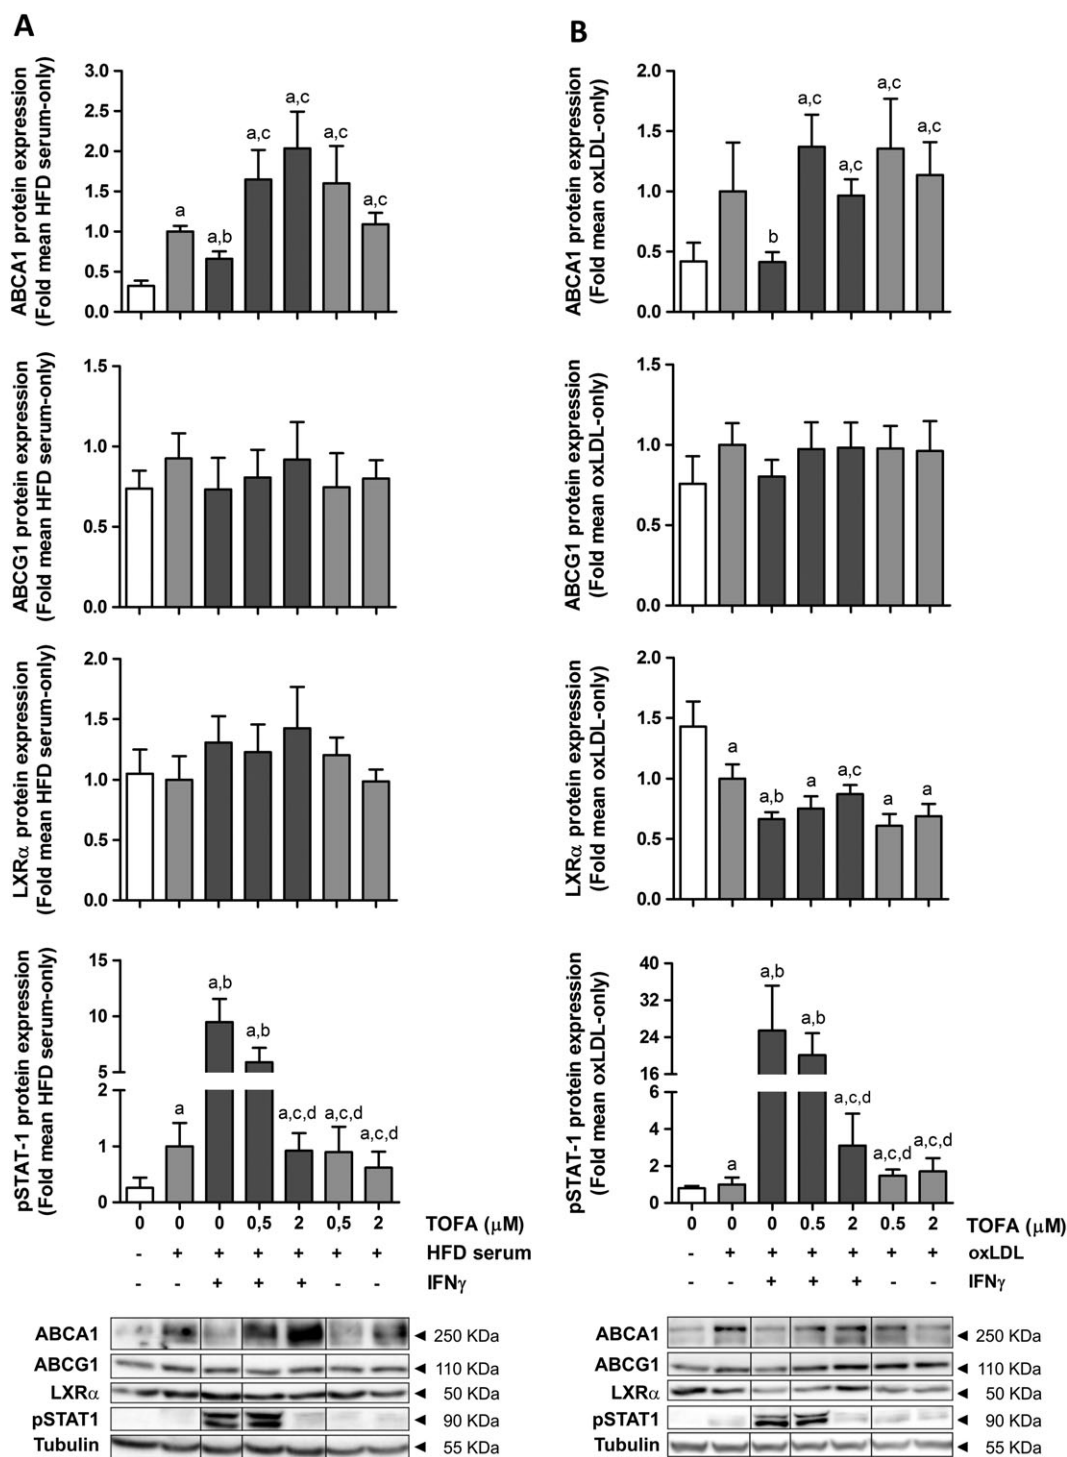 A
B
ABCA1 protein expression
(Fold mean HFD serum-only)
3.0
2.5
2.0
1.5
1.0
0.5
0.0
a
a,b
a,c
a,c
a,c
a,c
ABCA1 protein expression
(Fold mean oxLDL-only)
2.0
1.5
1.0
0.5
0.0
b
a,c
a,c
a,c
a,c
ABCG1 protein expression
(Fold mean HFD serum-only)
1.5
1.0
0.5
0.0
ABCG1 protein expression
(Fold mean oxLDL-only)
1.5
1.0
0.5
0.0
LXRα protein expression
(Fold mean HFD serum-only)
2.0
1.5
1.0
0.5
0.0
LXRα protein expression
(Fold mean oxLDL-only)
2.0
1.5
1.0
0.5
0.0
a
a,b
a
a,c
a
a
pSTAT-1 protein expression
(Fold mean HFD serum-only)
15
10
5
2
1
0
a
a,b
a,b
a,c,d
a,c,d
a,c,d
0 0 0 0,5 2 0,5 2 TOFA (μM)
- + + + + + + HFD serum
- - + + + - - IFNγ
pSTAT-1 protein expression
(Fold mean oxLDL-only)
40
32
24
16
6
4
2
0
a
a,b
a,b
a,c,d
a,c,d
a,c,d
0 0 0 0.5 2 0.5 2 TOFA (μM)
- + + + + + + oxLDL
- - + + + - - IFNγ
ABCA1 ◄ 250 KDa
ABCG1 ◄ 110 KDa
LXRα ◄ 50 KDa
pSTAT1 ◄ 90 KDa
Tubulin ◄ 55 KDa
ABCA1 ◄ 250 KDa
ABCG1 ◄ 110 KDa
LXRα ◄ 50 KDa
pSTAT1 ◄ 90 KDa
Tubulin ◄ 55 KDa